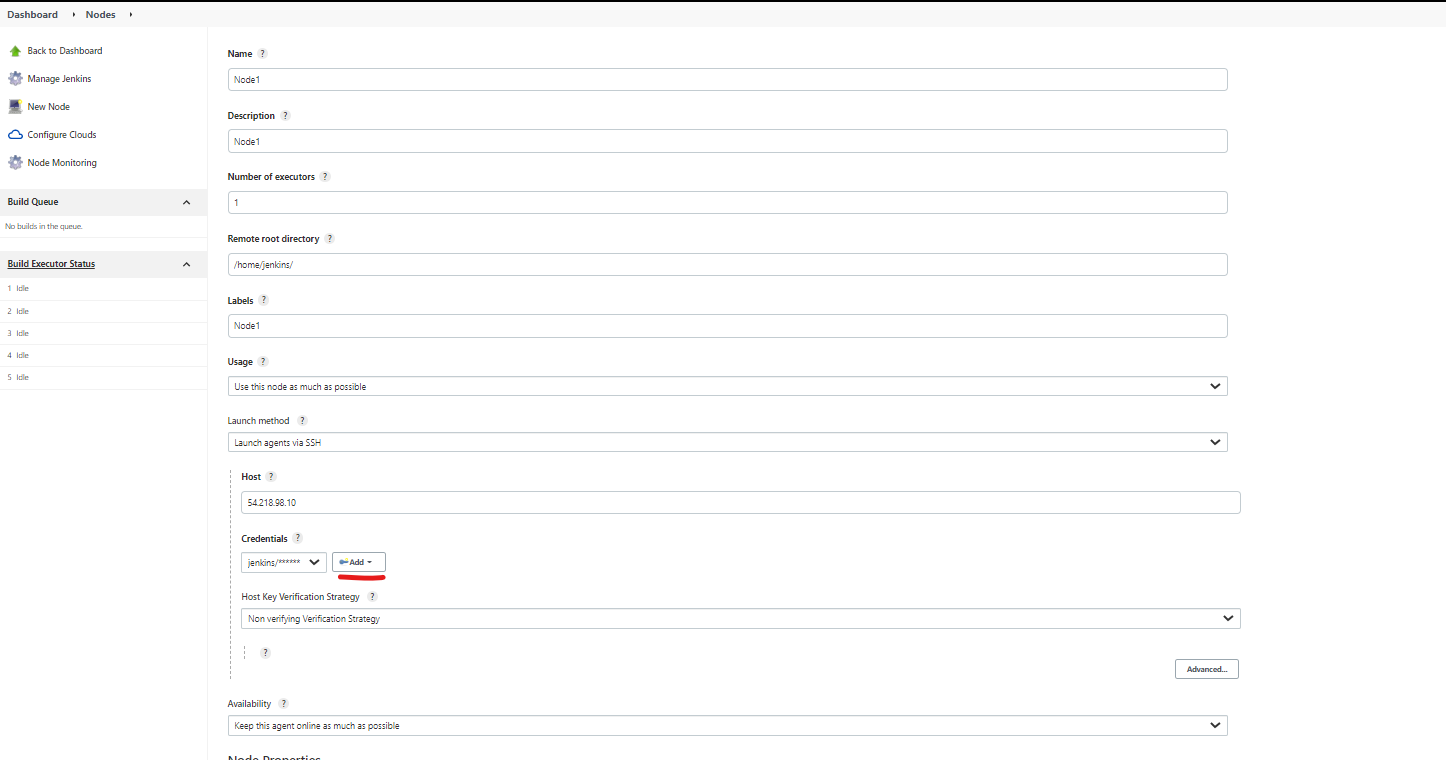 Dashboard Nodes
Back to Dashboard
Manage Jenkins
New Node
Configure Clouds
Node Monitoring
Build Queue
No builds in the queue.
Build Executor Status
1 Idle
2 Idle
3 Idle
4 Idle
5 Idle
Name ?
Node1
Description ?
Node1
Number of executors ?
1
Remote root directory ?
/home/jenkins/
Labels ?
Node1
Usage ?
Use this node as much as possible
Launch method ?
Launch agents via SSH
Host ?
54.218.98.10
Credentials ?
jenkins/****** Add
Host Key Verification Strategy ?
Non verifying Verification Strategy
?
Advanced...
Availability ?
Keep this agent online as much as possible
Node Properties